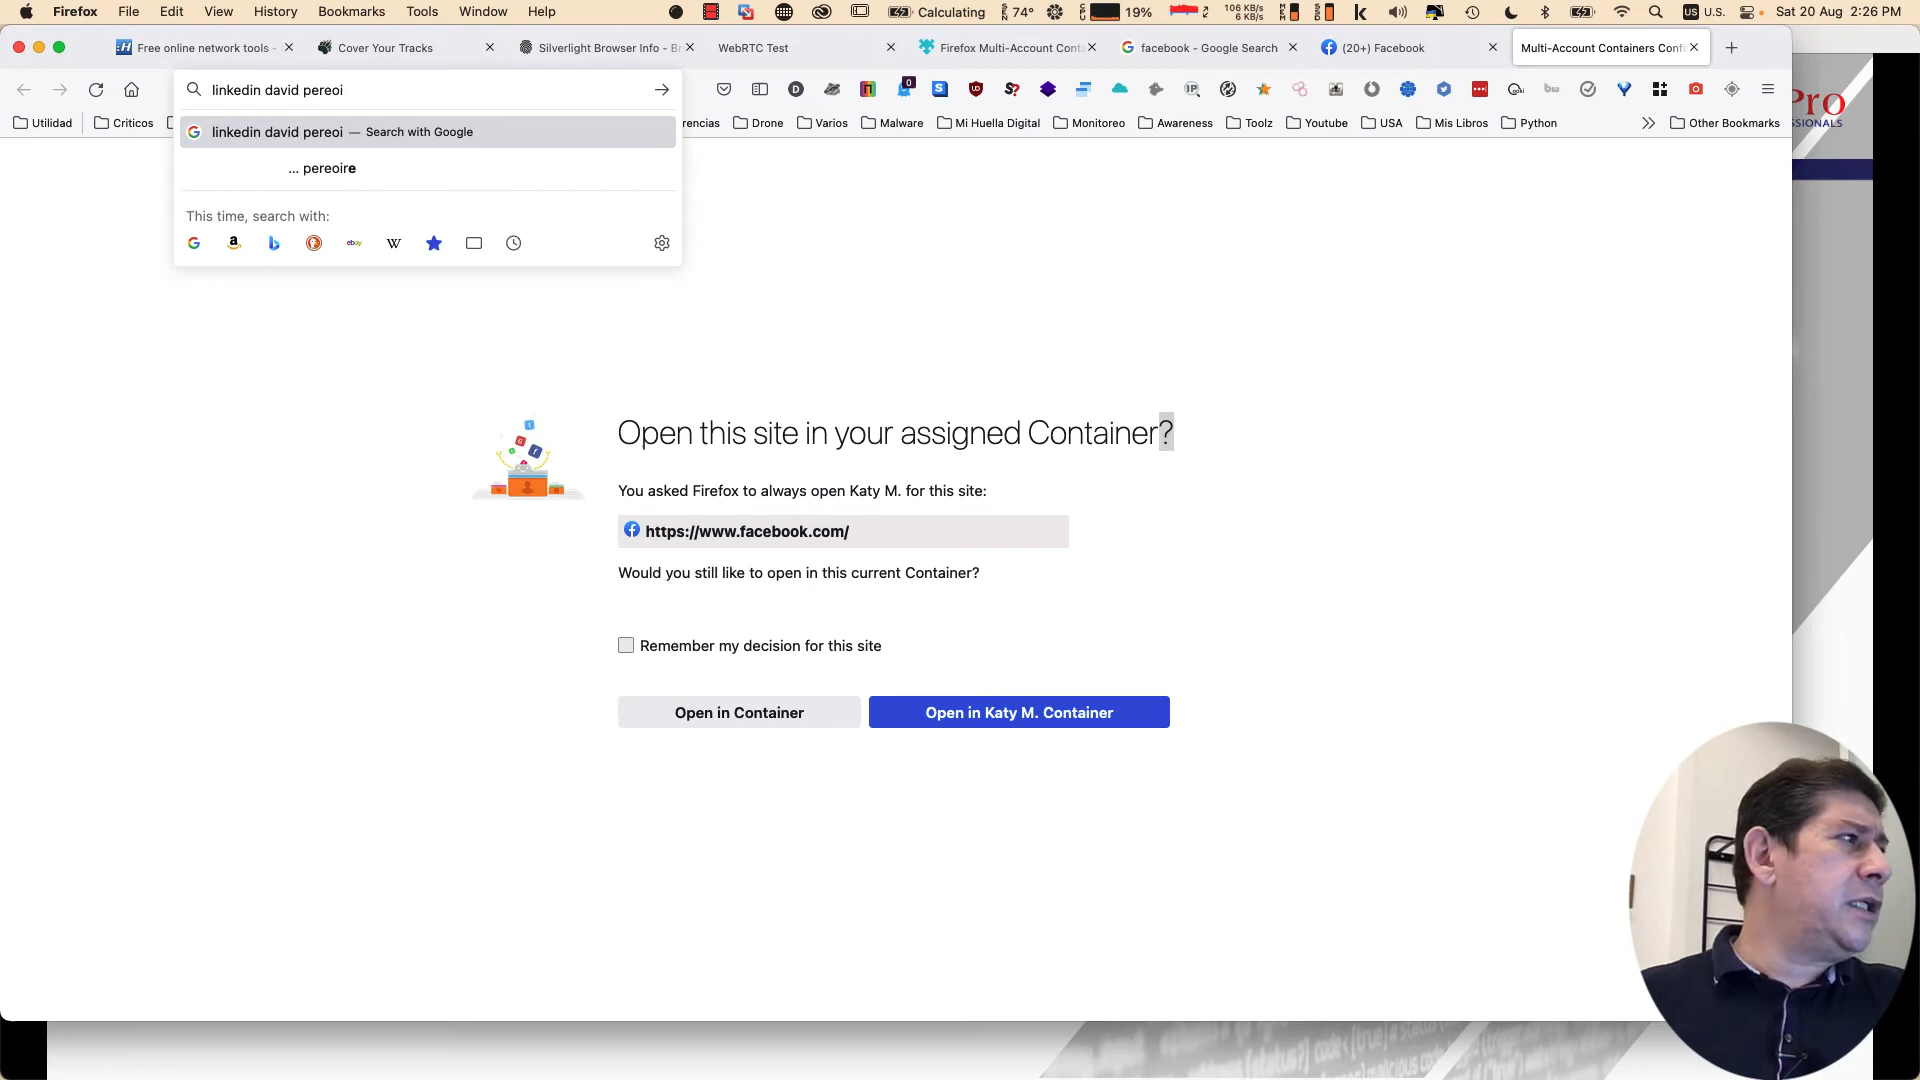 Firefox File Edit View History Bookmarks Tools Window Help
Calculating 74° 19% 106 KB/s 6 KB/s U.S. Sat 20 Aug 2:26 PM
Free online network tools -
Cover Your Tracks
Silverlight Browser Info - Br
WebRTC Test
Firefox Multi-Account Conta
facebook - Google Search
(20+) Facebook
Multi-Account Containers Confi
linkedin david pereoi
Utilidad Criticos rencias Drone Varios Malware Mi Huella Digital Monitoreo Awareness Toolz Youtube USA Mis Libros Python Other Bookmarks
linkedin david pereoi — Search with Google
... pereoire
This time, search with:
Pro
SSIONALS
Open this site in your assigned Container?
You asked Firefox to always open Katy M. for this site:
https://www.facebook.com/
Would you still like to open in this current Container?
Remember my decision for this site
Open in Container
Open in Katy M. Container